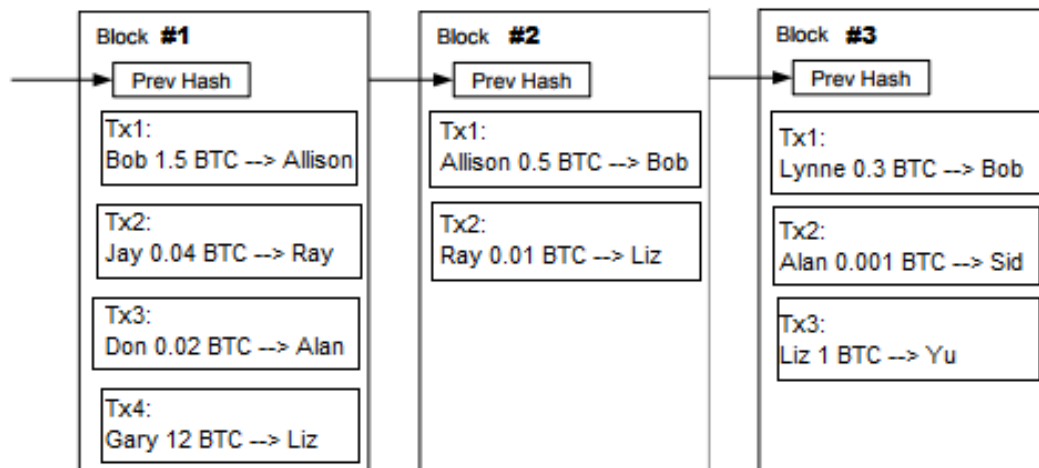 Block #1
Prev Hash
Tx1:
Bob 1.5 BTC --> Allison
Tx2:
Jay 0.04 BTC --> Ray
Tx3:
Don 0.02 BTC --> Alan
Tx4:
Gary 12 BTC --> Liz
Block #2
Prev Hash
Tx1:
Allison 0.5 BTC --> Bob
Tx2:
Ray 0.01 BTC --> Liz
Block #3
Prev Hash
Tx1:
Lynne 0.3 BTC --> Bob
Tx2:
Alan 0.001 BTC --> Sid
Tx3:
Liz 1 BTC --> Yu